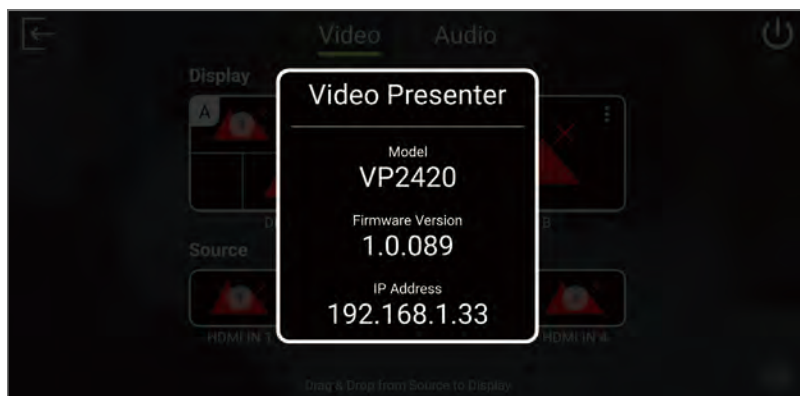 Video Audio
Display
A
Video Presenter
Model
VP2420
Firmware Version
1.0.089
IP Address
192.168.1.33
B
Source
HDMI IN 1
HDMI IN 4
Drag & Drop from Source to Display